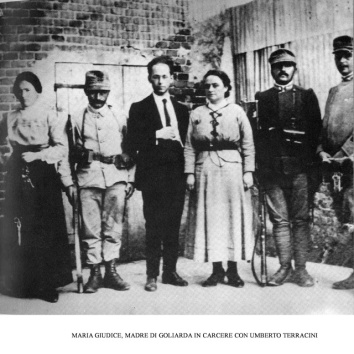 MARIA GIUDICE, MADRE DI GOLIARDA IN CARCERE CON UMBERTO TERRACINI